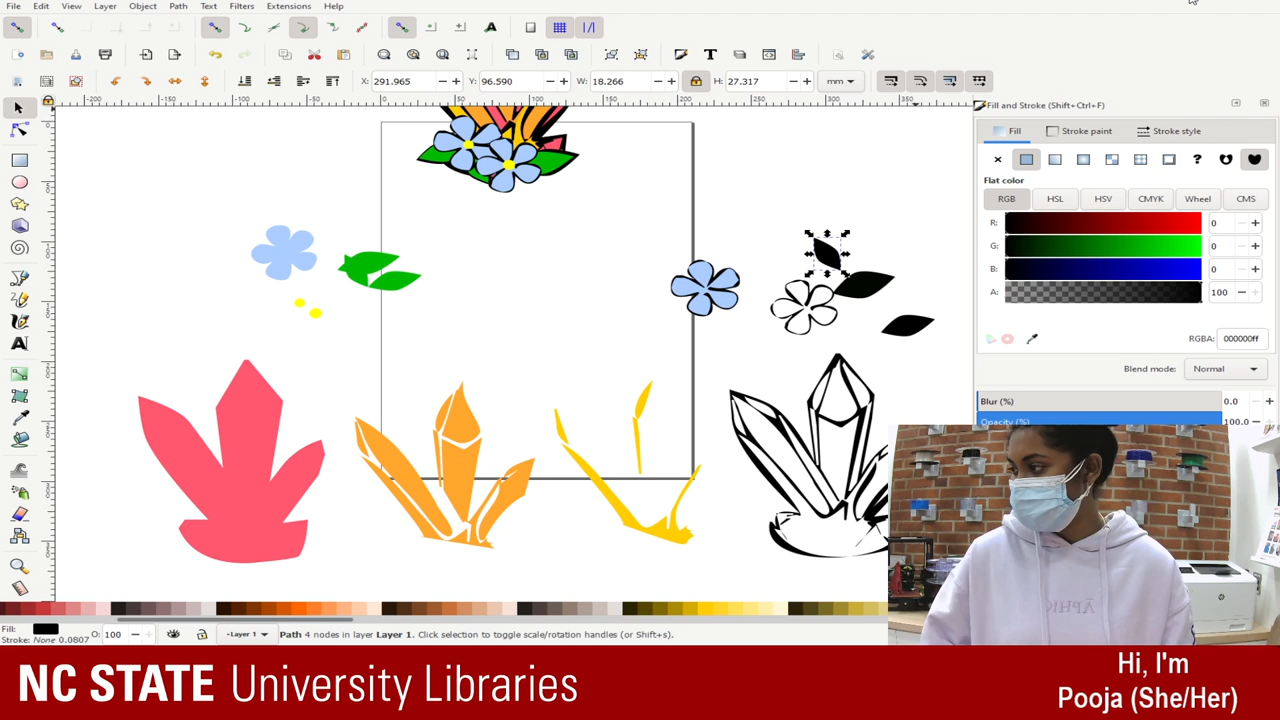 File Edit View Layer Object Path Text Filters Extensions Help
X: 291.965 Y: 96.590 W: 18.266 H: 27.317 mm
Fill and Stroke (Shift+Ctrl+F)
Fill Stroke paint Stroke style
Flat color
RGB HSL HSV CMYK Wheel CMS
R: 0
G: 0
B: 0
A: 100
RGBA: 000000ff
Blend mode: Normal
Blur (%) 0.0
Opacity (%) 100.0
Fill: O: 100 Layer 1 Path 4 nodes in layer Layer 1. Click selection to toggle scale/rotation handles (or Shift+s).
Stroke: None 0.0807
NC STATE University Libraries
Hi, I'm
Pooja (She/Her)